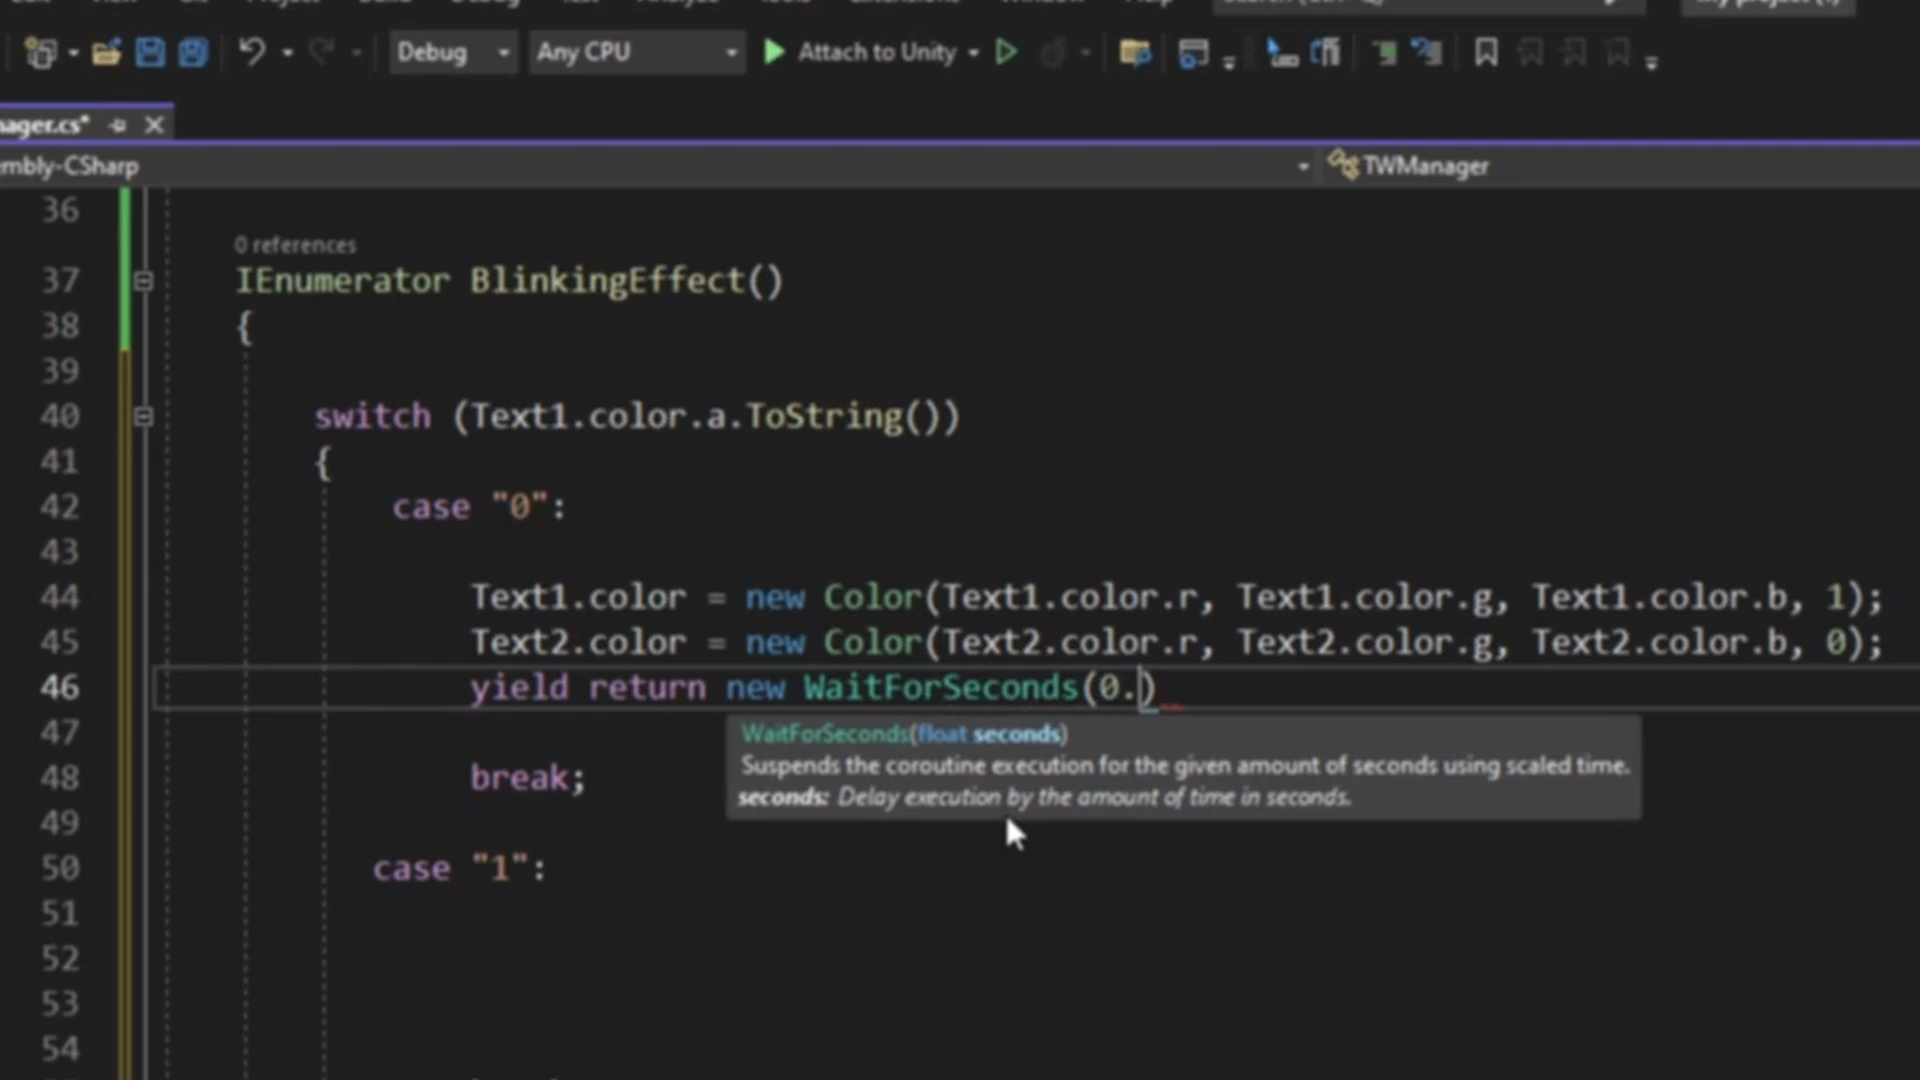 Debug Any CPU Attach to Unity
nager.cs*
mbly-CSharp TWManager
36
0 references
37 IEnumerator BlinkingEffect()
38 {
39
40 switch (Text1.color.a.ToString())
41 {
42 case "0":
43
44 Text1.color = new Color(Text1.color.r, Text1.color.g, Text1.color.b, 1);
45 Text2.color = new Color(Text2.color.r, Text2.color.g, Text2.color.b, 0);
46 yield return new WaitForSeconds(0.)
47
WaitForSeconds(float seconds)
Suspends the coroutine execution for the given amount of seconds using scaled time.
48 break;
seconds: Delay execution by the amount of time in seconds.
49
50 case "1":
51
52
53
54